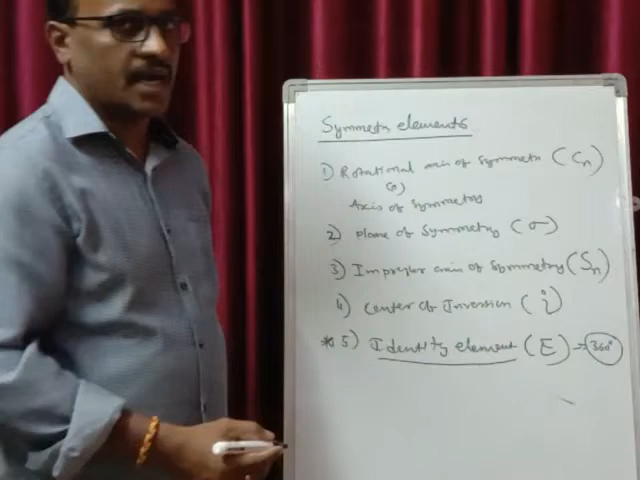 Symmetry elements
1) Rotational axis of symmetry (Cn)
(or)
Axis of symmetry
2) Plane of symmetry (σ)
3) Improper axis of symmetry (Sn)
4) Center of Inversion (i)
* 5) Identity element (E) → 360°